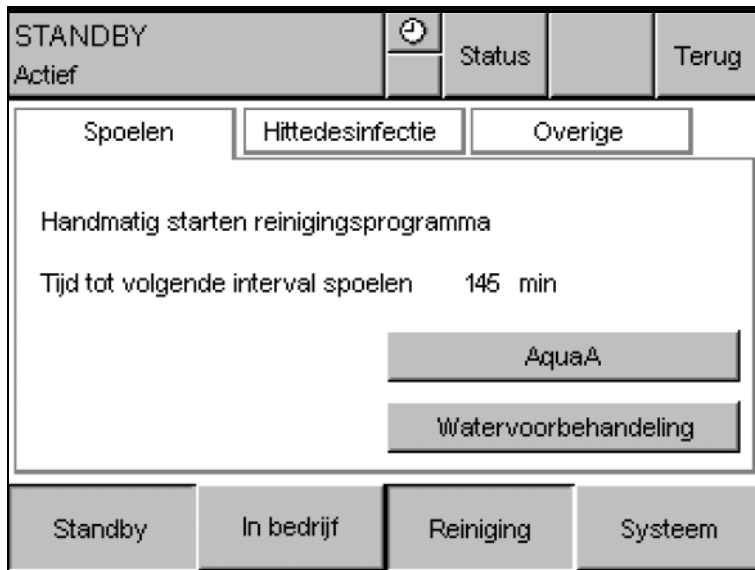 STANDBY
Actief
Status
Terug
Spoelen
Hittedesinfectie
Overige
Handmatig starten reinigingsprogramma
Tijd tot volgende interval spoelen 145 min
AquaA
Watervoorbehandeling
Standby
In bedrijf
Reiniging
Systeem